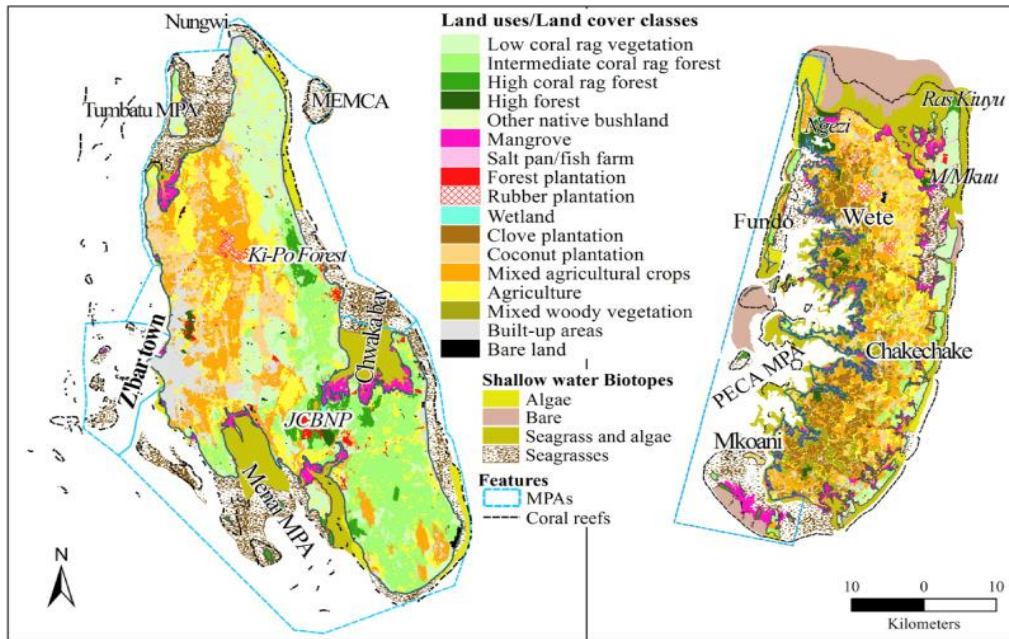 Nungwi
Tumbatu MPA
MEMCA
Ki-Po Forest
Z'bar town
Chwaka bay
JCBNP
Menai MPA
N
Land uses/Land cover classes
Low coral rag vegetation
Intermediate coral rag forest
High coral rag forest
High forest
Other native bushland
Mangrove
Salt pan/fish farm
Forest plantation
Rubber plantation
Wetland
Clove plantation
Coconut plantation
Mixed agricultural crops
Agriculture
Mixed woody vegetation
Built-up areas
Bare land
Shallow water Biotopes
Algae
Bare
Seagrass and algae
Seagrasses
Features
MPAs
Coral reefs
Ras Kiuyu
Ngezi
M/Mkuu
Fundo
Wete
Chakechake
PECA MPA
Mkoani
10 0 10
Kilometers